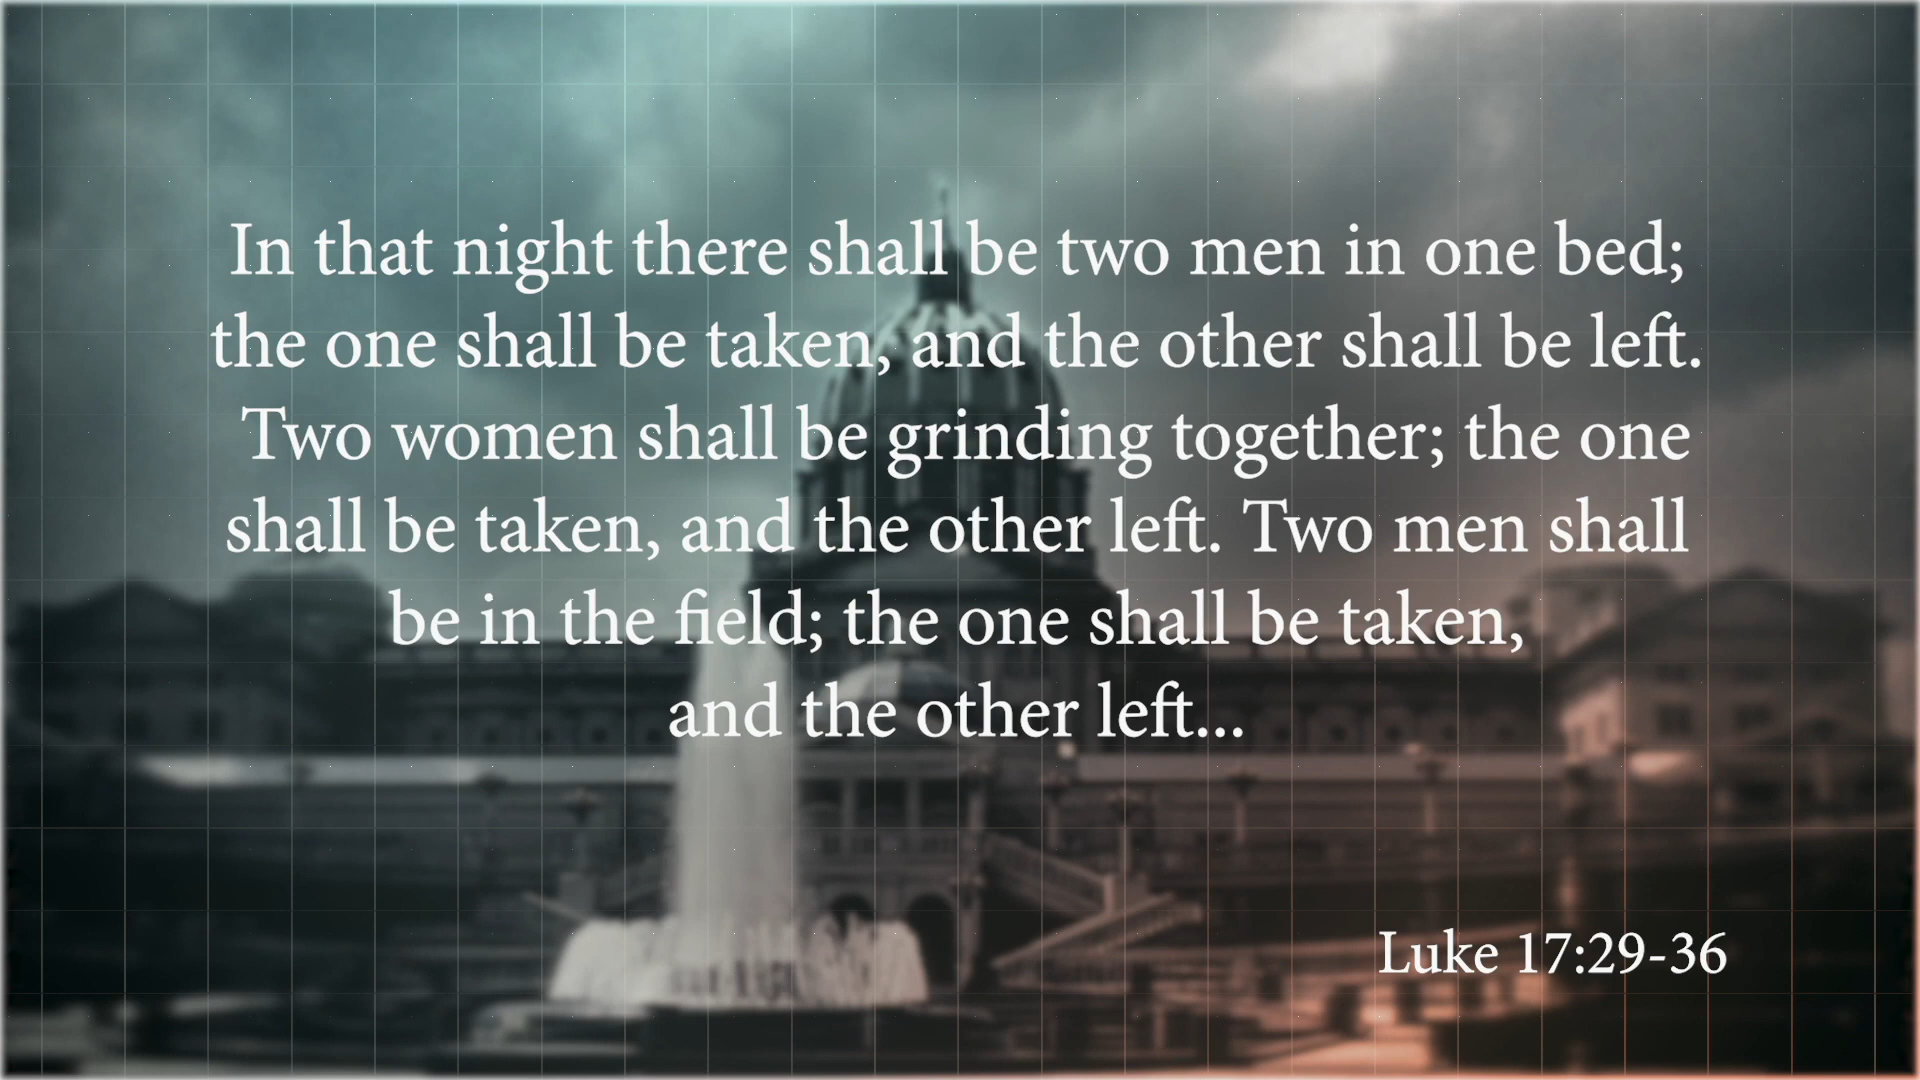 In that night there shall be two men in one bed;
the one shall be taken, and the other shall be left.
Two women shall be grinding together; the one
shall be taken, and the other left. Two men shall
be in the field; the one shall be taken,
and the other left...
Luke 17:29-36